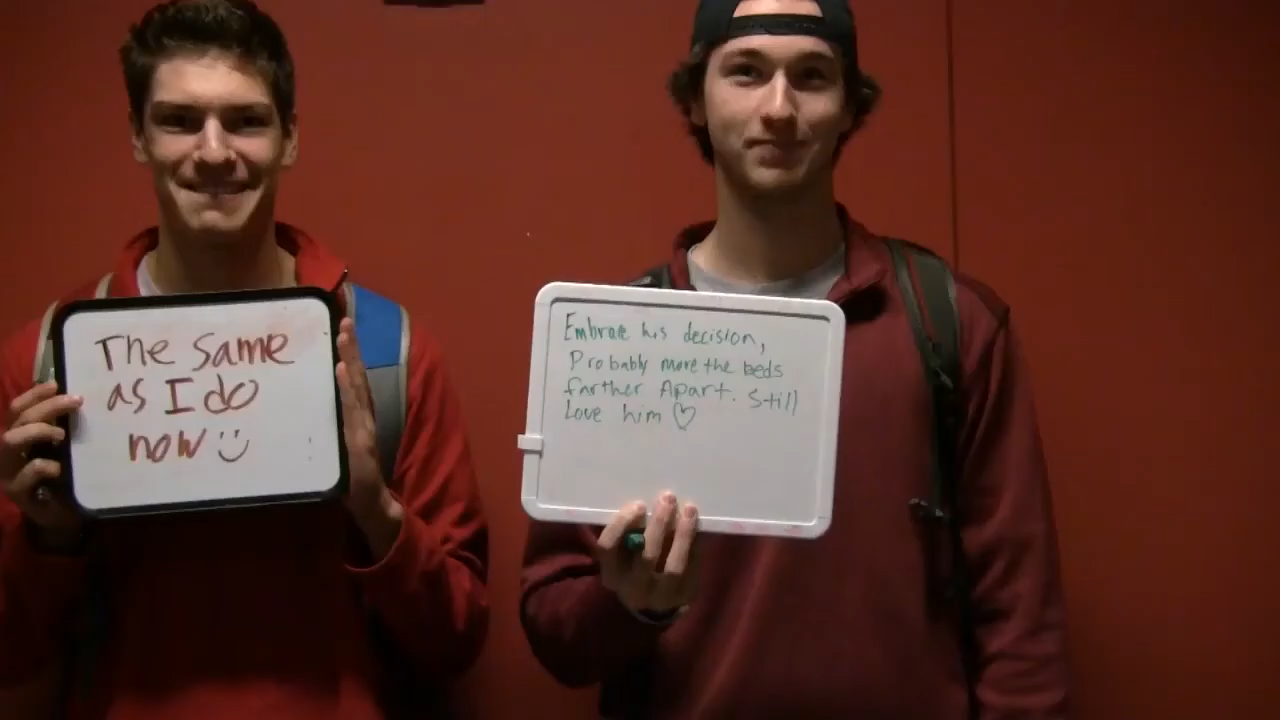 The same
as I do
now :)
Embrace his decision,
Probably move the beds
farther Apart. Still
Love him ♡